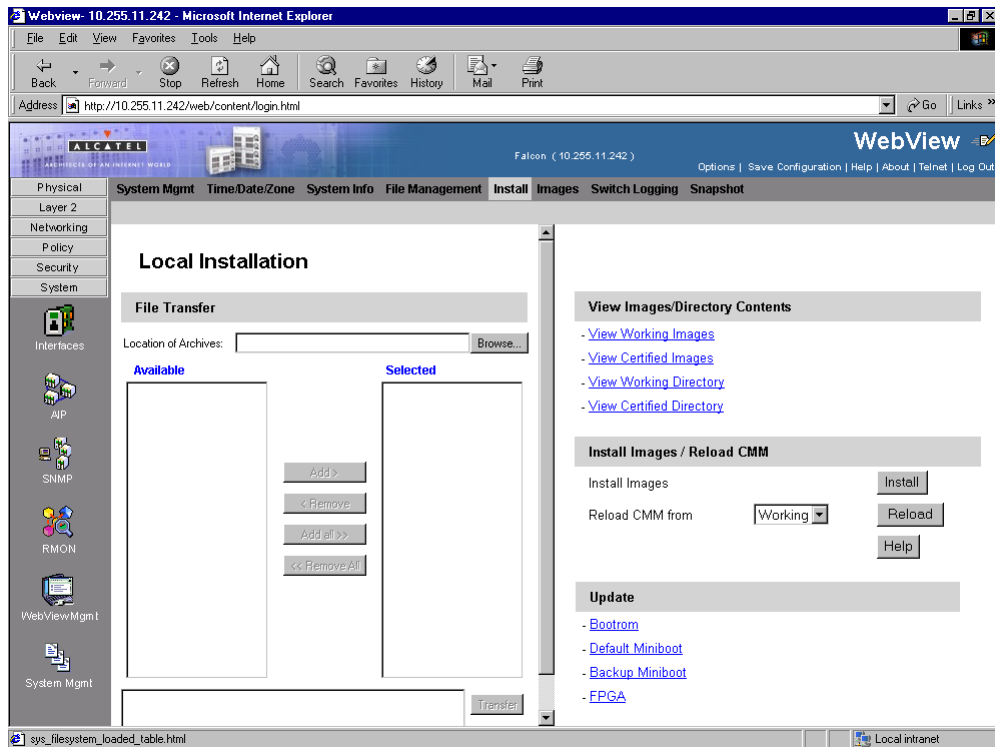 Webview- 10.255.11.242 - Microsoft Internet Explorer
File Edit View Favorites Tools Help
Back Forward Stop Refresh Home Search Favorites History Mail Print
Address http://10.255.11.242/web/content/login.html Go Links »
ALCATEL
ARCHITECTS OF AN INTERNET WORLD
Falcon ( 10.255.11.242 )
WebView
Options | Save Configuration | Help | About | Telnet | Log Out
Physical
Layer 2
Networking
Policy
Security
System
Interfaces
AIP
SNMP
RMON
WebViewMgmt
System Mgmt
System Mgmt Time/Date/Zone System Info File Management Install Images Switch Logging Snapshot
Local Installation
File Transfer
Location of Archives: Browse...
Available Selected
Add >
< Remove
Add all >>
<< Remove All
Transfer
View Images/Directory Contents
- View Working Images
- View Certified Images
- View Working Directory
- View Certified Directory
Install Images / Reload CMM
Install Images Install
Reload CMM from Working Reload
Help
Update
- Bootrom
- Default Miniboot
- Backup Miniboot
- FPGA
sys_filesystem_loaded_table.html Local intranet